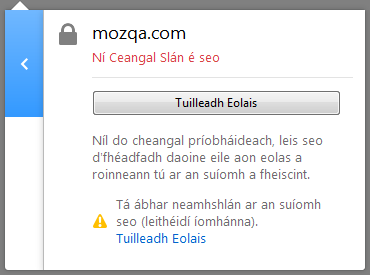 mozqa.com
Ní Ceangal Slán é seo
Tuilleadh Eolais
Níl do cheangal príobháideach, leis seo
d'fhéadfadh daoine eile aon eolas a
roinneann tú ar an suíomh a fheiscint.
Tá ábhar neamhshlán ar an suíomh
seo (leithéidí íomhánna).
Tuilleadh Eolais